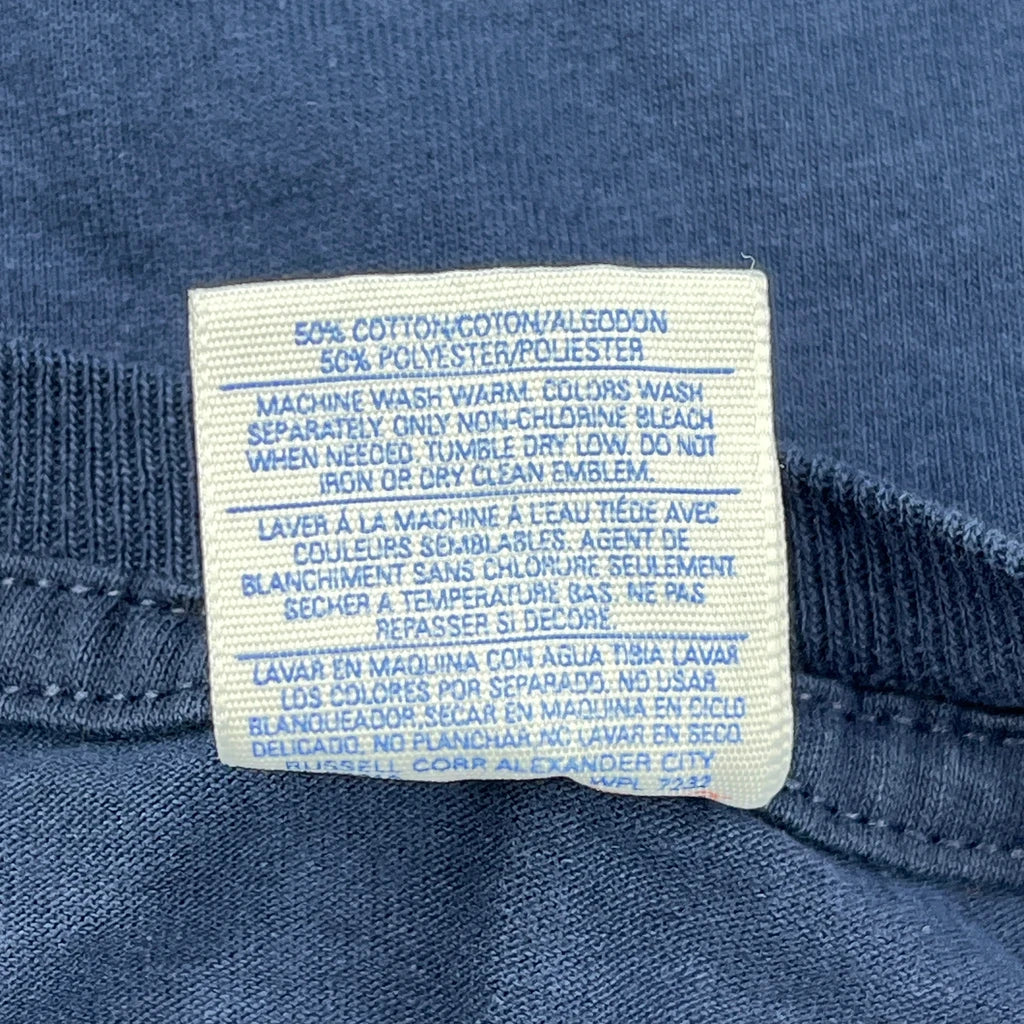 50% COTTON/COTON/ALGODON
50% POLYESTER/POLIESTER
MACHINE WASH WARM. COLORS WASH
SEPARATELY. ONLY NON-CHLORINE BLEACH
WHEN NEEDED. TUMBLE DRY LOW. DO NOT
IRON OR DRY CLEAN EMBLEM.
LAVER À LA MACHINE À L'EAU TIÉDE AVEC
COULEURS SEMBLABLES. AGENT DE
BLANCHIMENT SANS CHLORURE SEULEMENT.
SECHER A TEMPERATURE BAS. NE PAS
REPASSER SI DECORE.
LAVAR EN MAQUINA CON AGUA TIBIA LAVAR
LOS COLORES POR SEPARADO. NO USAR
BLANQUEADOR. SECAR EN MAQUINA EN CICLO
DELICADO. NO PLANCHAR. NO LAVAR EN SECO.
RUSSELL CORP. ALEXANDER CITY
WPL 7232